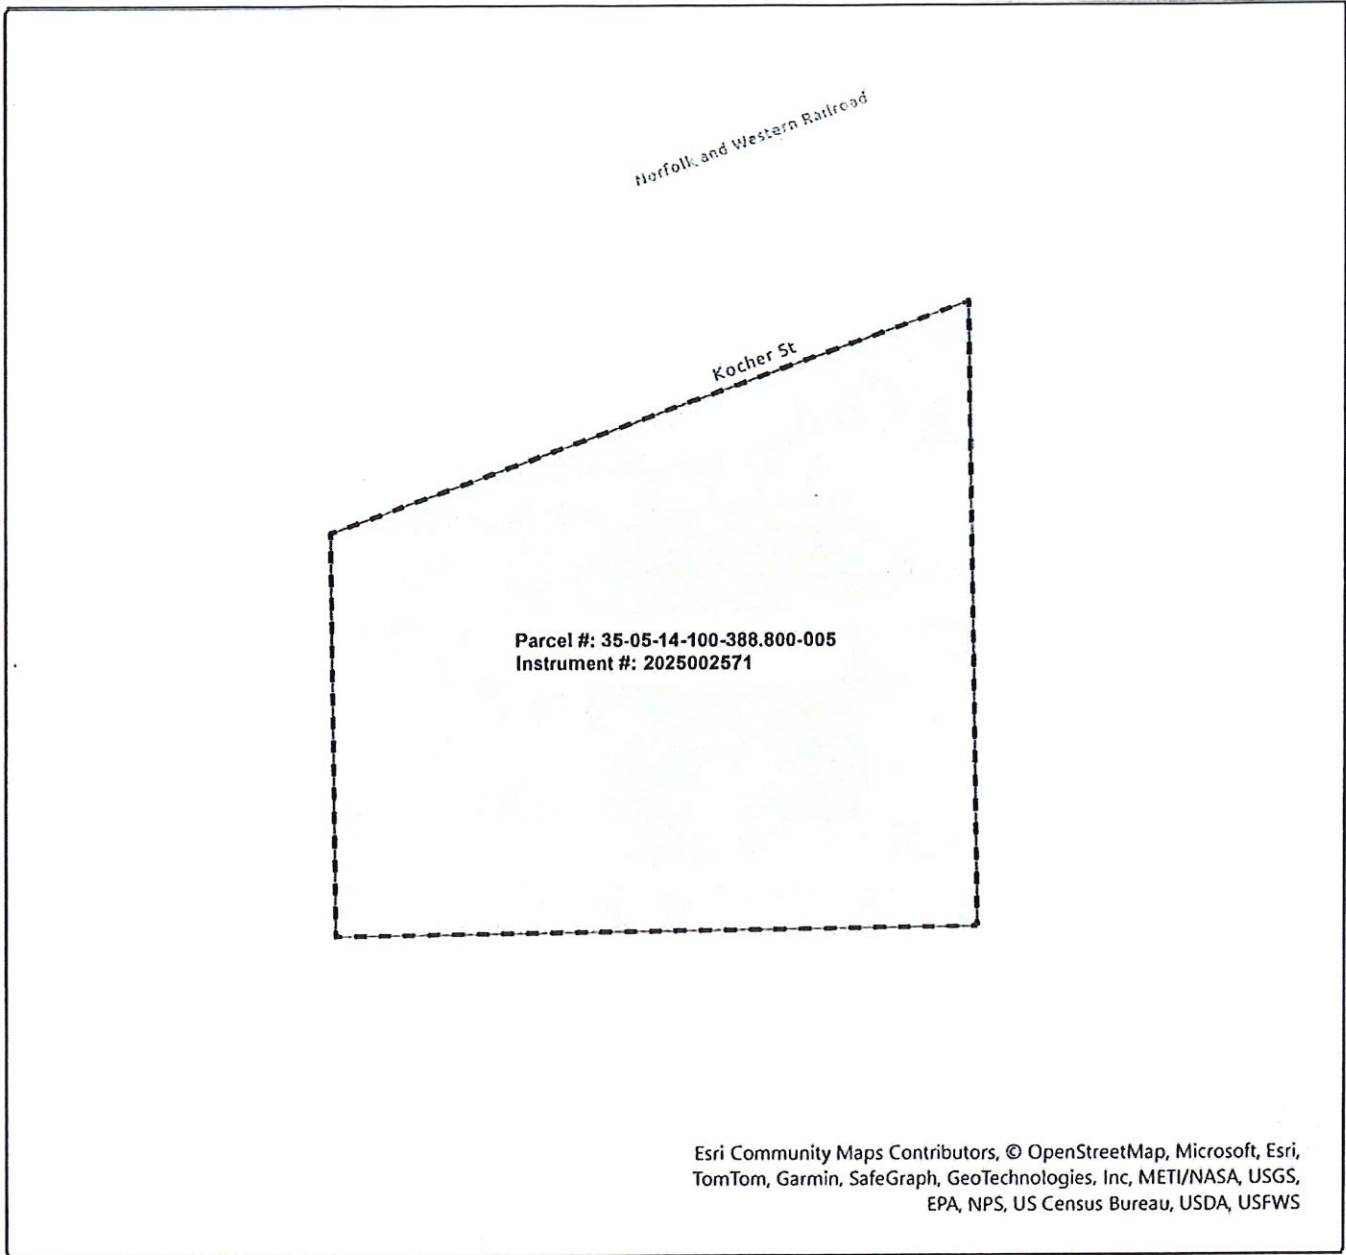 Norfolk and Western Railroad
Kocher St
Parcel #: 35-05-14-100-388.800-005
Instrument #: 2025002571
Esri Community Maps Contributors, © OpenStreetMap, Microsoft, Esri,
TomTom, Garmin, SafeGraph, GeoTechnologies, Inc, METI/NASA, USGS,
EPA, NPS, US Census Bureau, USDA, USFWS